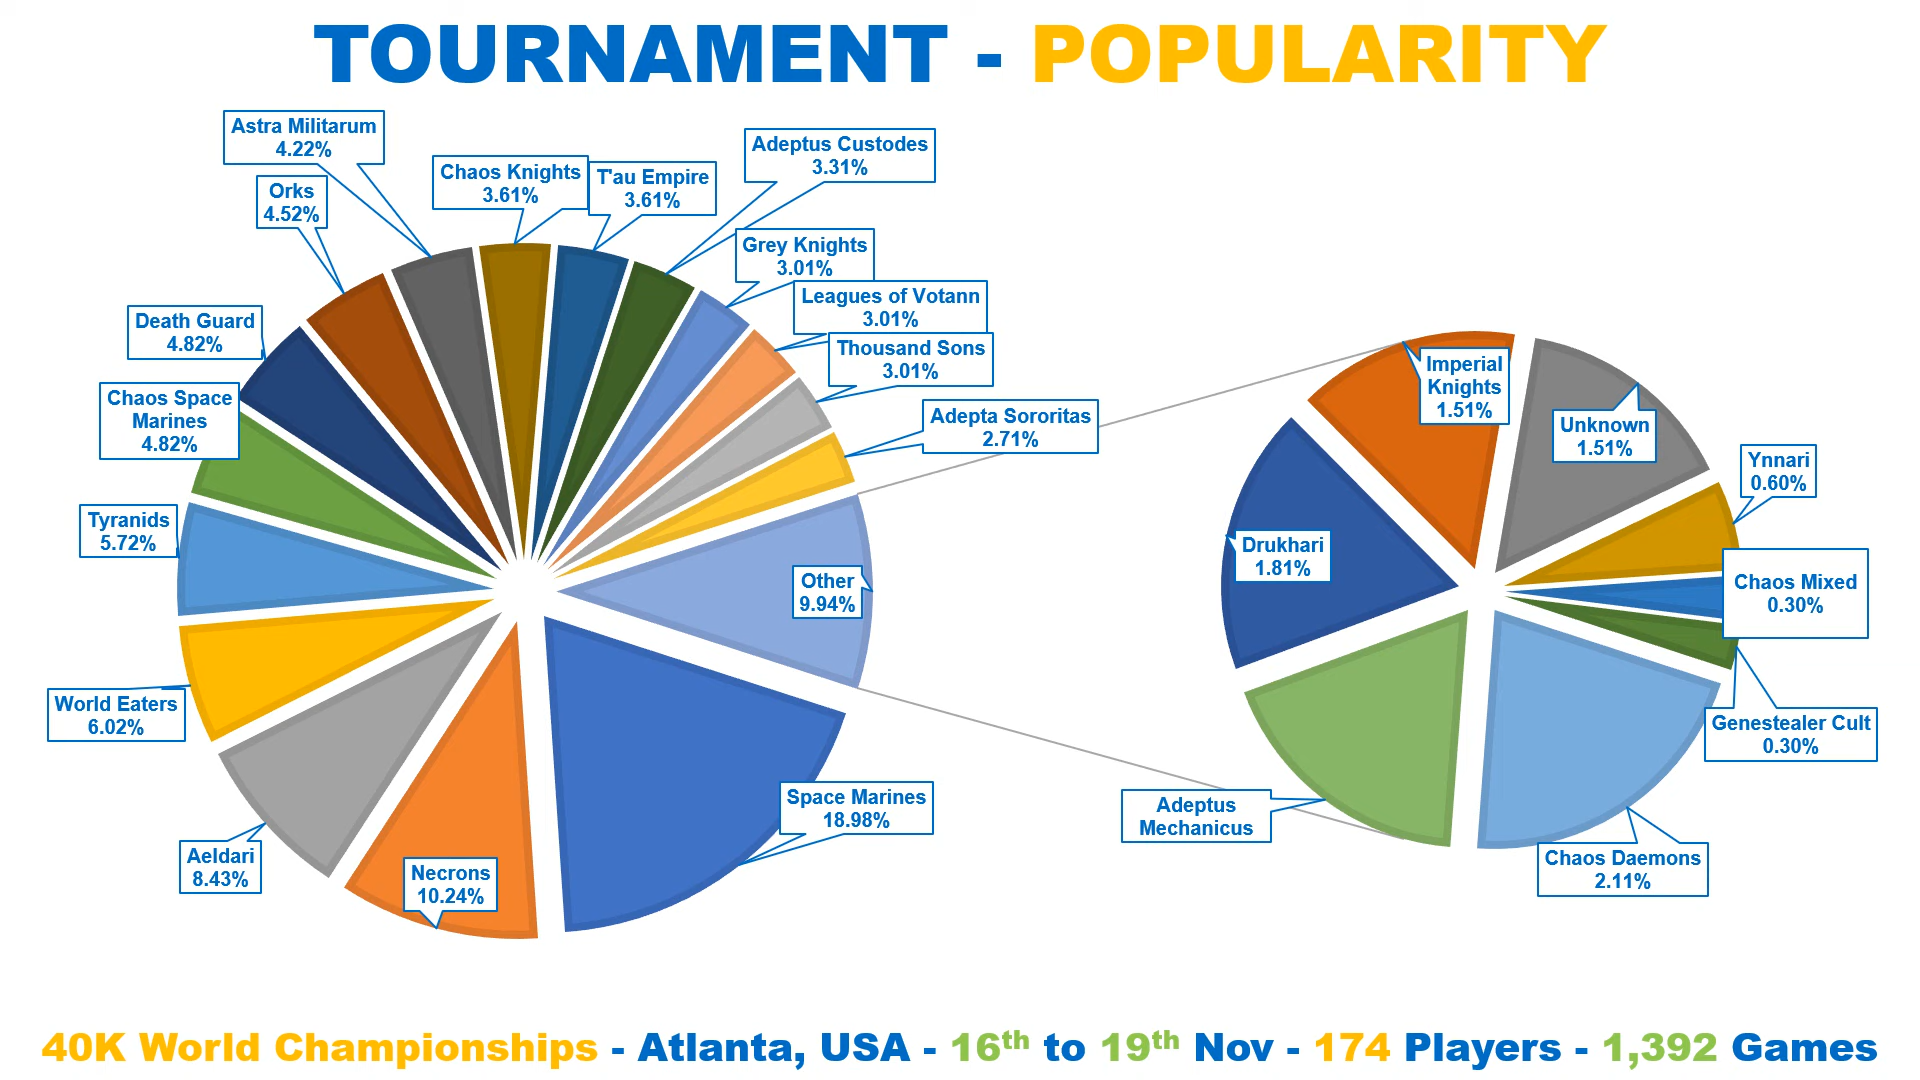 TOURNAMENT - POPULARITY
Astra Militarum
4.22%
Orks
4.52%
Chaos Knights
3.61%
T'au Empire
3.61%
Adeptus Custodes
3.31%
Grey Knights
3.01%
Leagues of Votann
3.01%
Thousand Sons
3.01%
Adepta Sororitas
2.71%
Death Guard
4.82%
Chaos Space
Marines
4.82%
Tyranids
5.72%
World Eaters
6.02%
Aeldari
8.43%
Necrons
10.24%
Space Marines
18.98%
Other
9.94%
Imperial
Knights
1.51%
Unknown
1.51%
Ynnari
0.60%
Drukhari
1.81%
Chaos Mixed
0.30%
Genestealer Cult
0.30%
Adeptus
Mechanicus
Chaos Daemons
2.11%
40K World Championships - Atlanta, USA - 16th to 19th Nov - 174 Players - 1,392 Games